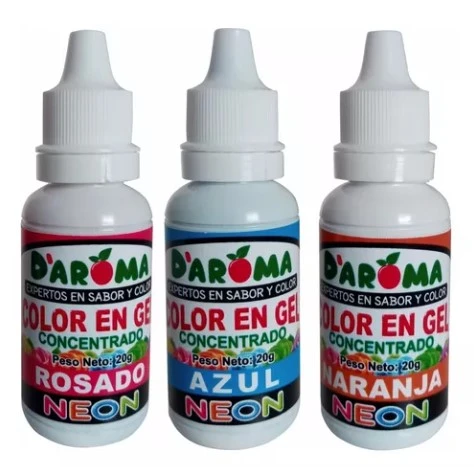 D'AROMA
EXPERTOS EN SABOR Y COLOR
COLOR EN GEL
CONCENTRADO
Peso Neto: 20g
ROSADO
NEON
D'AROMA
EXPERTOS EN SABOR Y COLOR
COLOR EN GEL
CONCENTRADO
Peso Neto: 20g
AZUL
NEON
D'AROMA
EXPERTOS EN SABOR Y COLOR
COLOR EN GEL
CONCENTRADO
Peso Neto: 20g
NARANJA
NEON